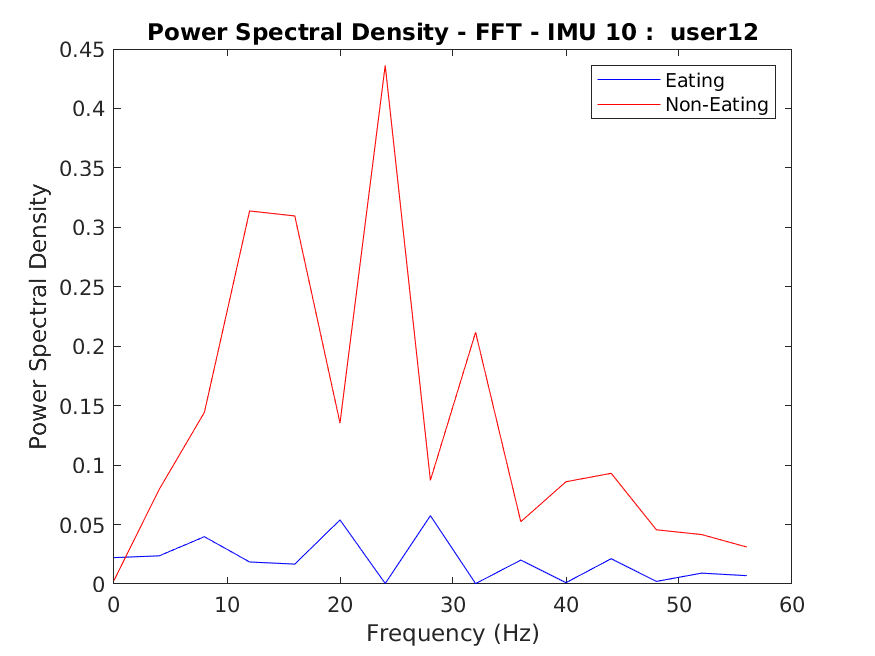 Power Spectral Density - FFT - IMU 10 :  user12
Eating
Non-Eating
Power Spectral Density
0.45
0.4
0.35
0.3
0.25
0.2
0.15
0.1
0.05
0
0 10 20 30 40 50 60
Frequency (Hz)